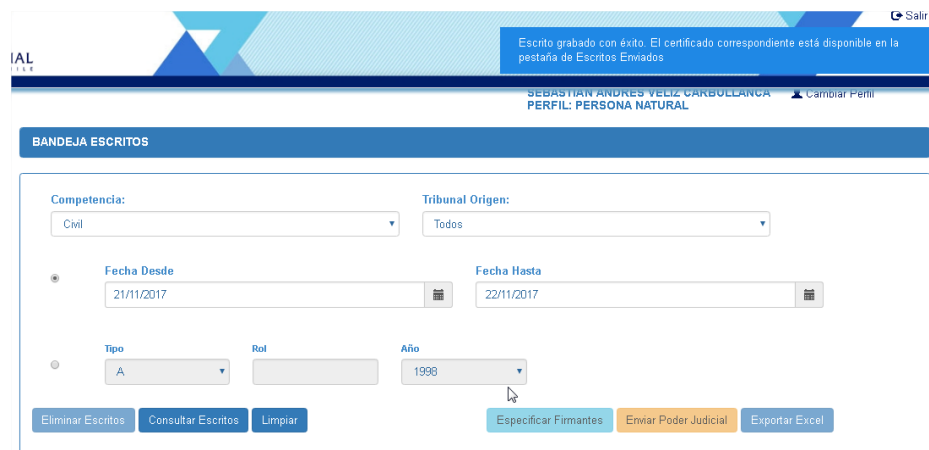 Salir
Escrito grabado con éxito. El certificado correspondiente está disponible en la
pestaña de Escritos Enviados
IAL
SEBASTIAN ANDRES VELIZ CARBULLANCA
Cambiar Perfil
PERFIL: PERSONA NATURAL
BANDEJA ESCRITOS
Competencia:
Tribunal Origen:
Civil
Todos
Fecha Desde
Fecha Hasta
21/11/2017
22/11/2017
Tipo
Rol
Año
A
1998
Eliminar Escritos
Consultar Escritos
Limpiar
Especificar Firmantes
Enviar Poder Judicial
Exportar Excel